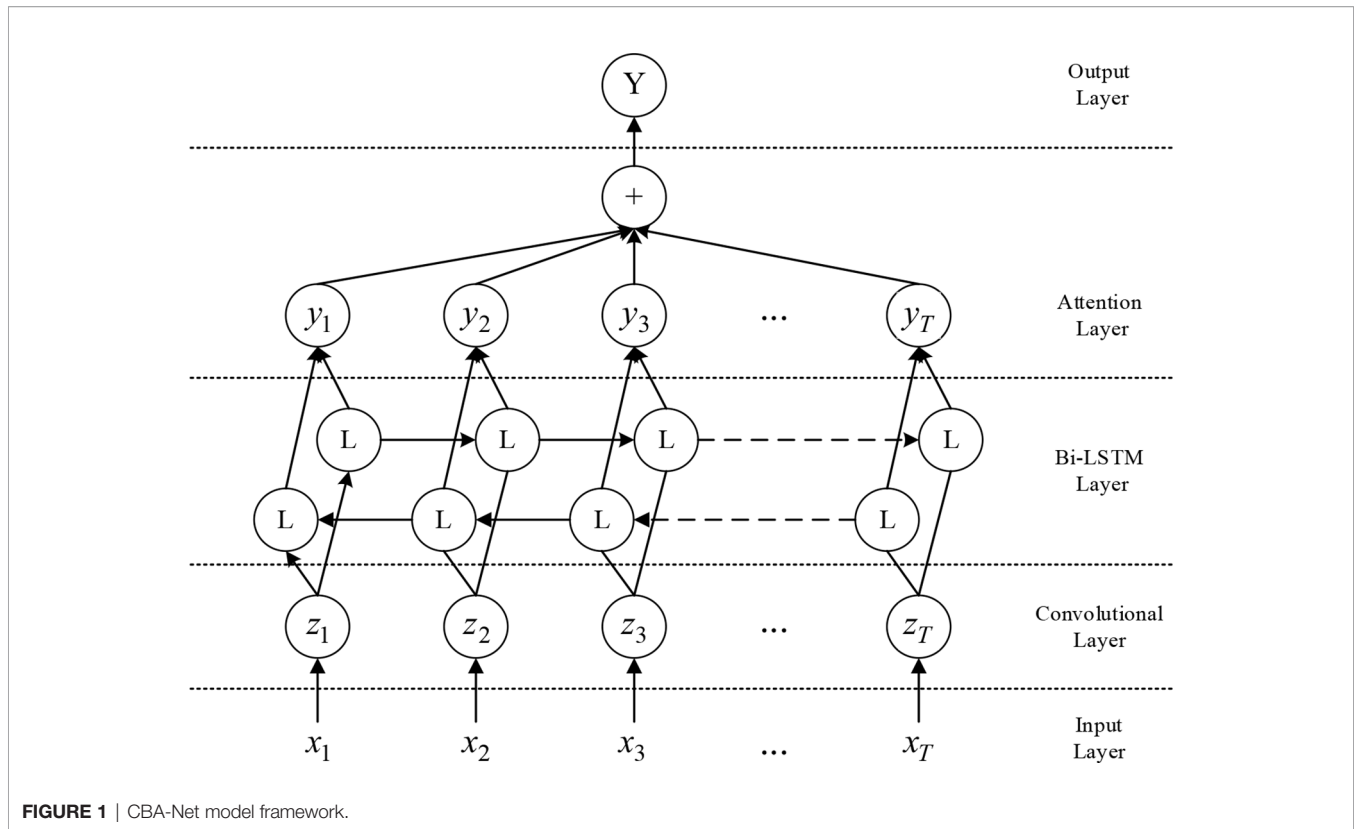 Output
Layer
Y
+
y1 y2 y3 ... yT
Attention
Layer
L L L L
Bi-LSTM
Layer
L L L L
z1 z2 z3 ... zT
Convolutional
Layer
x1 x2 x3 ... xT
Input
Layer
FIGURE 1 | CBA-Net model framework.